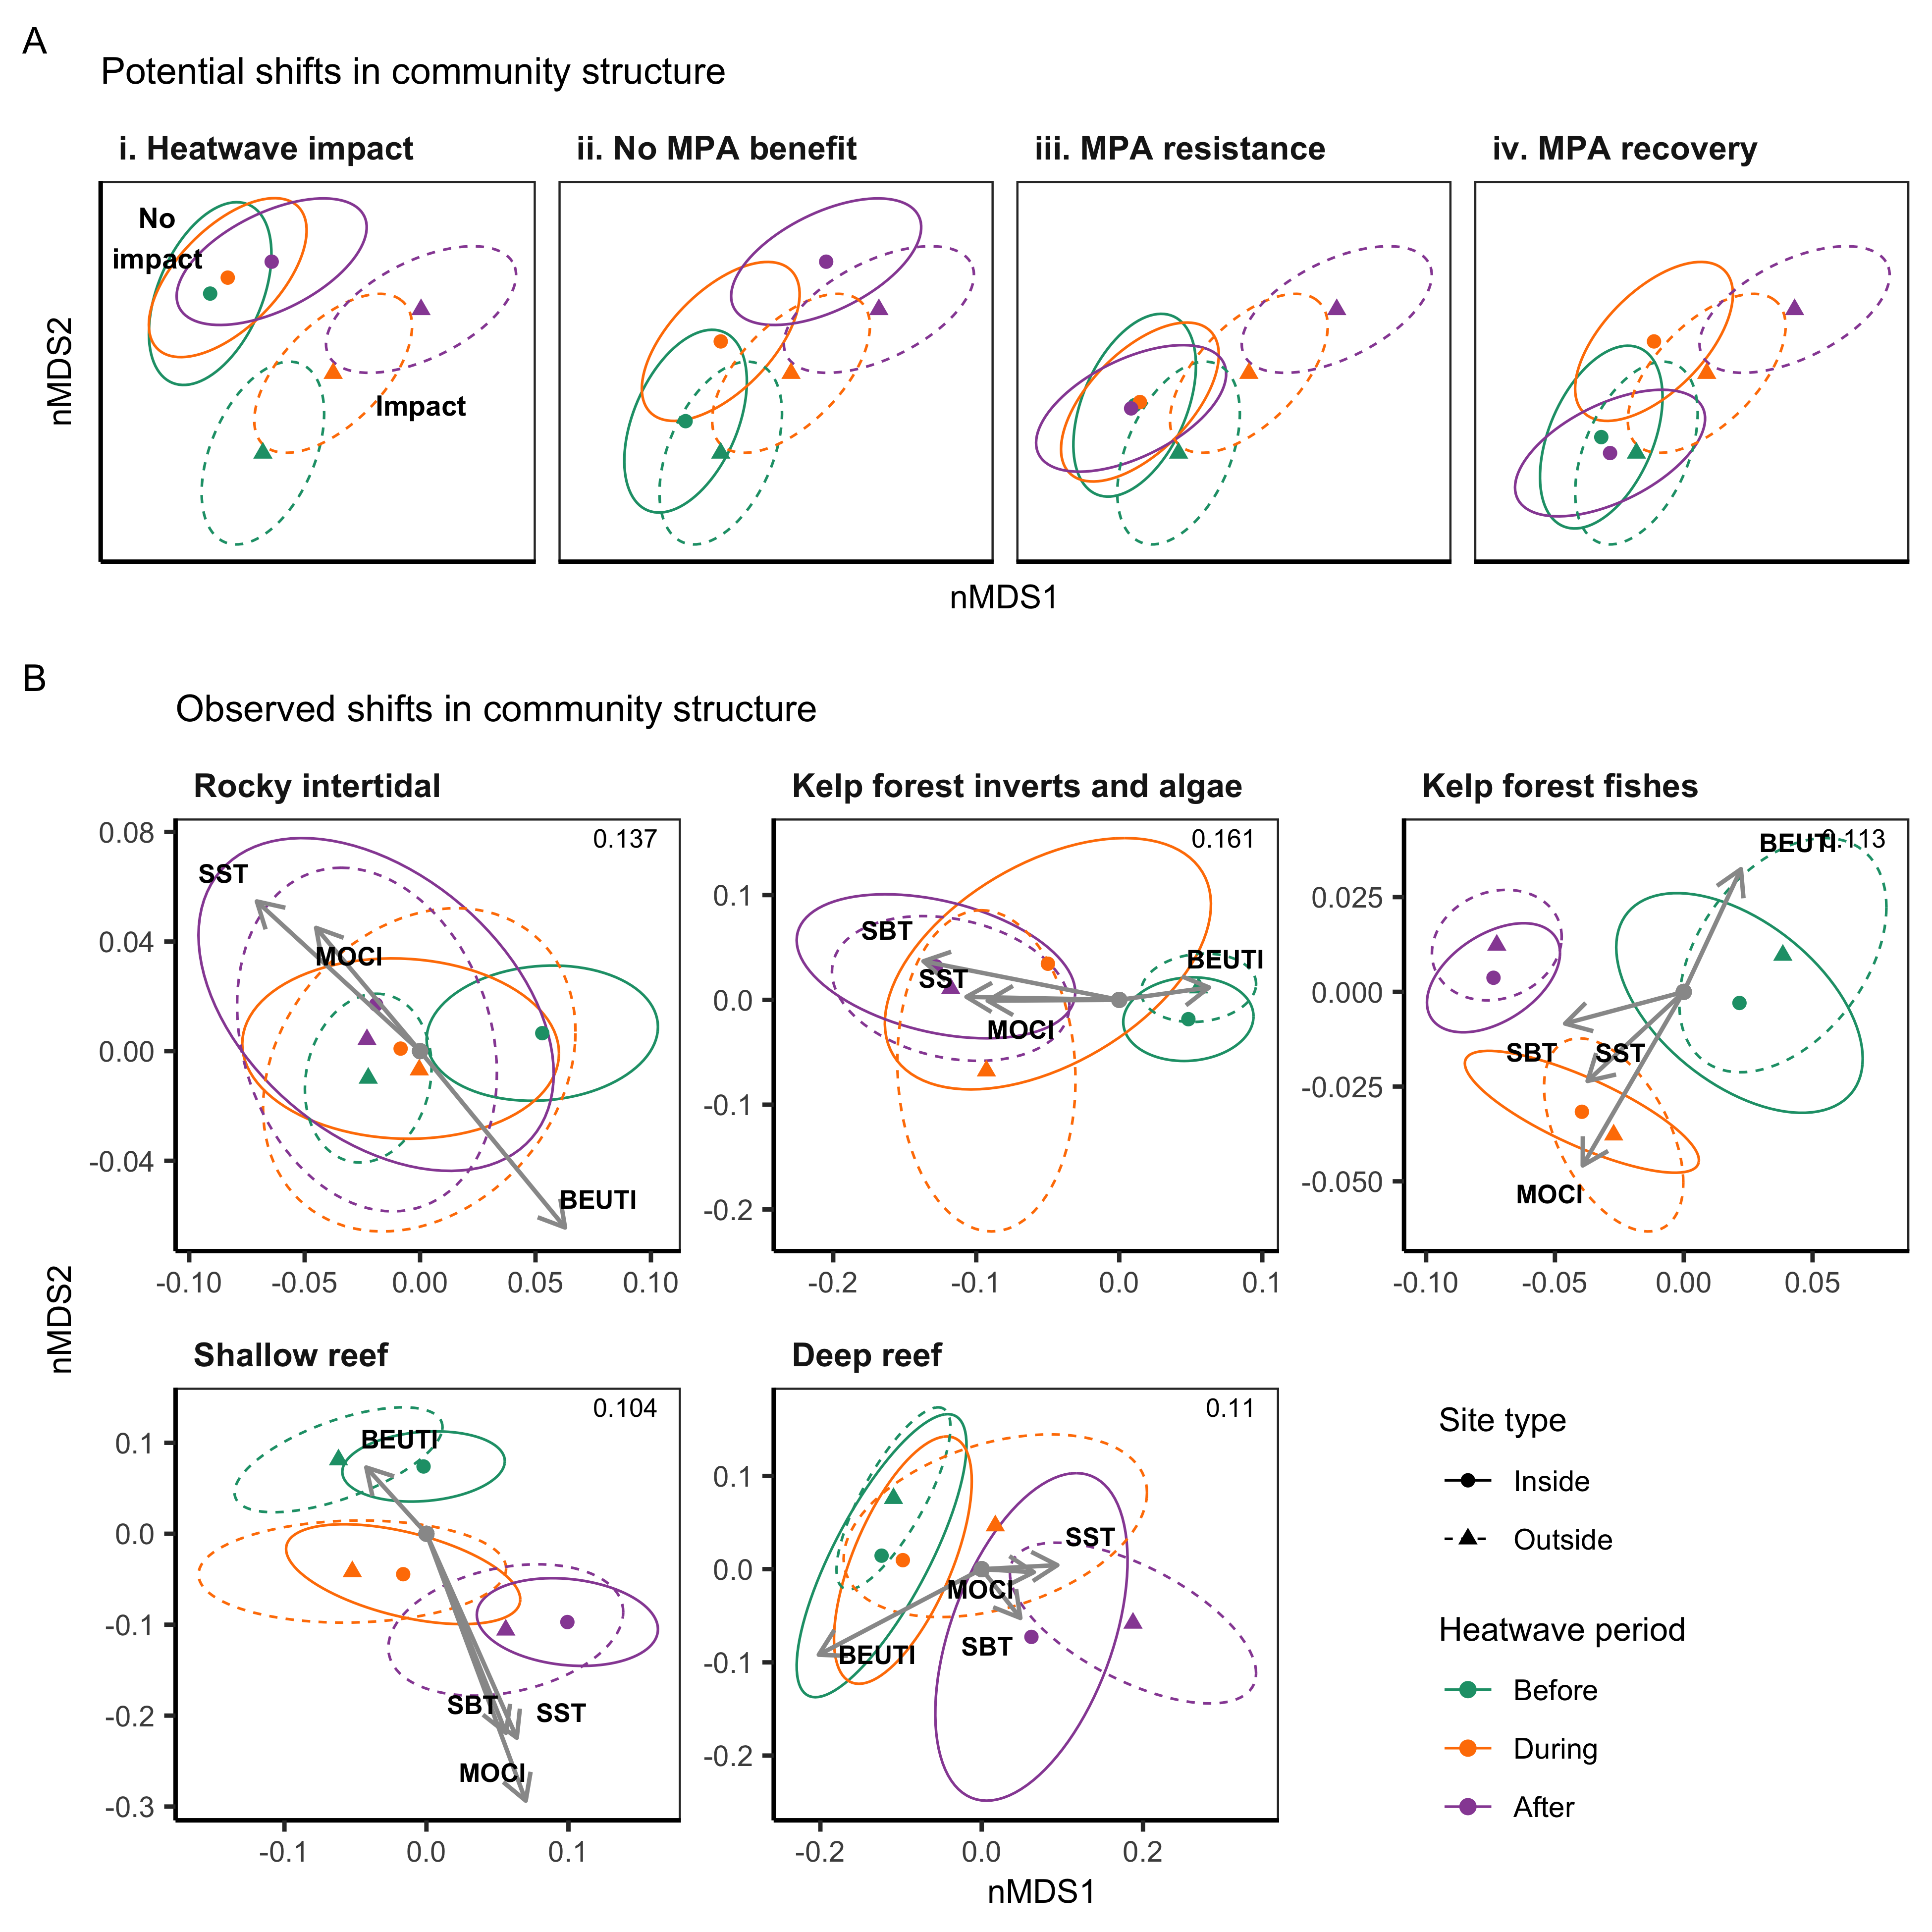 A
Potential shifts in community structure
i. Heatwave impact
ii. No MPA benefit
iii. MPA resistance
iv. MPA recovery
No
impact
Impact
nMDS2
nMDS1
B
Observed shifts in community structure
Rocky intertidal
0.137
SST
MOCI
BEUTI
0.08
0.04
0.00
-0.04
-0.10
-0.05
0.00
0.05
0.10
Kelp forest inverts and algae
0.161
SBT
SST
MOCI
BEUTI
0.1
0.0
-0.1
-0.2
-0.2
-0.1
0.0
0.1
Kelp forest fishes
0.113
BEUTI
SBT
SST
MOCI
0.025
0.000
-0.025
-0.050
-0.10
-0.05
0.00
0.05
nMDS2
Shallow reef
0.104
BEUTI
SBT
SST
MOCI
0.1
0.0
-0.1
-0.2
-0.3
-0.1
0.0
0.1
Deep reef
0.11
SST
MOCI
SBT
BEUTI
0.1
0.0
-0.1
-0.2
-0.2
0.0
0.2
nMDS1
Site type
Inside
Outside
Heatwave period
Before
During
After